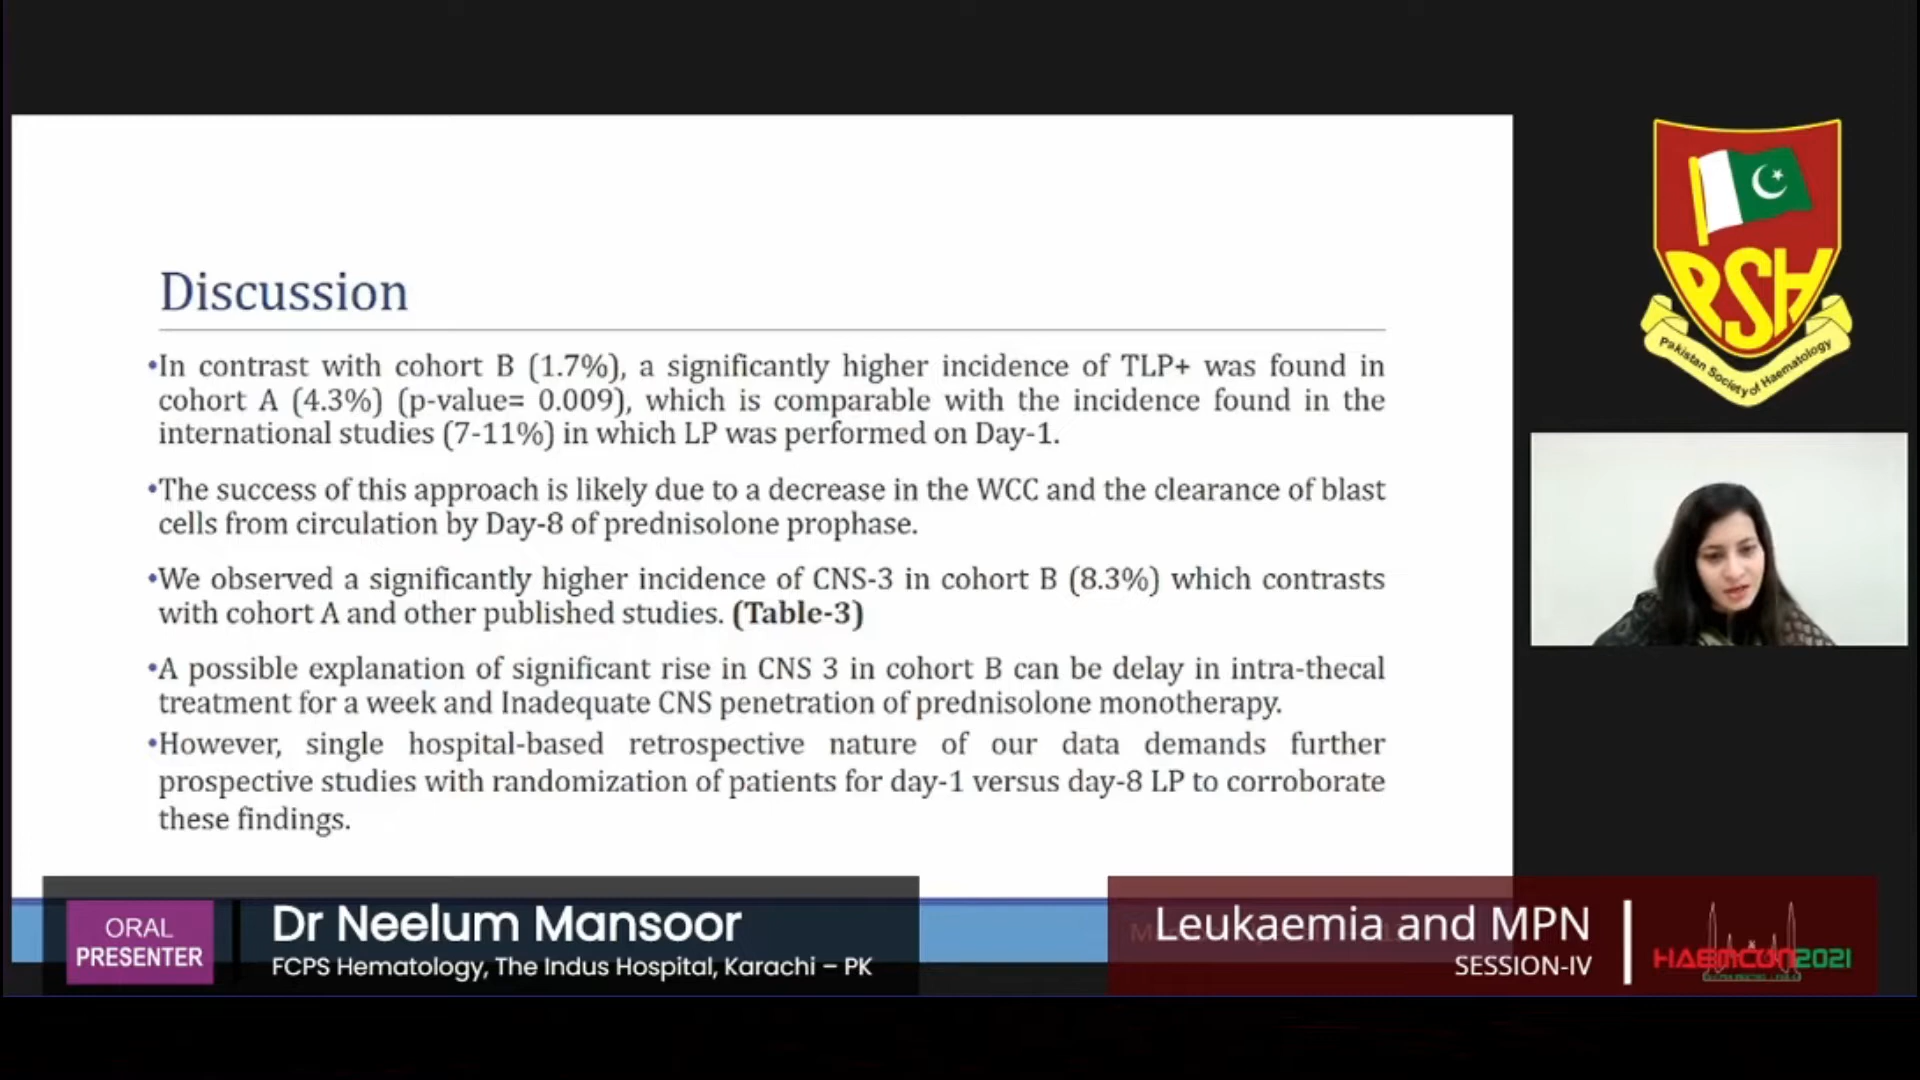 Discussion
•In contrast with cohort B (1.7%), a significantly higher incidence of TLP+ was found in
cohort A (4.3%) (p-value= 0.009), which is comparable with the incidence found in the
international studies (7-11%) in which LP was performed on Day-1.
•The success of this approach is likely due to a decrease in the WCC and the clearance of blast
cells from circulation by Day-8 of prednisolone prophase.
•We observed a significantly higher incidence of CNS-3 in cohort B (8.3%) which contrasts
with cohort A and other published studies. (Table-3)
•A possible explanation of significant rise in CNS 3 in cohort B can be delay in intra-thecal
treatment for a week and Inadequate CNS penetration of prednisolone monotherapy.
•However, single hospital-based retrospective nature of our data demands further
prospective studies with randomization of patients for day-1 versus day-8 LP to corroborate
these findings.
PSH
Pakistan Society of Haematology
ORAL
PRESENTER
Dr Neelum Mansoor
FCPS Hematology, The Indus Hospital, Karachi – PK
Leukaemia and MPN
SESSION-IV
HAEMCON2021